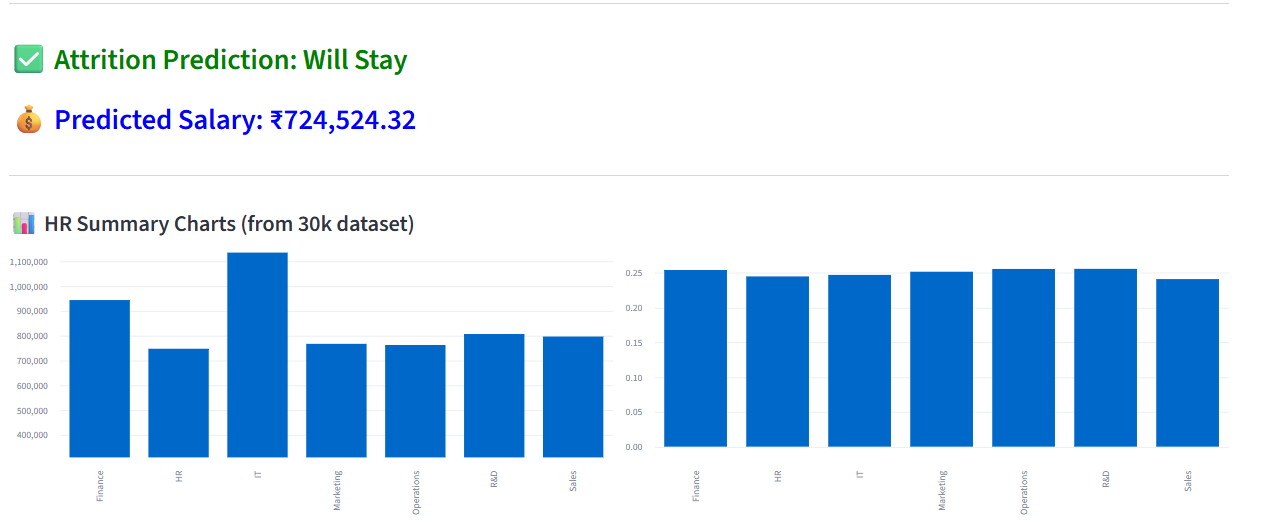 Attrition Prediction: Will Stay
Predicted Salary: ₹724,524.32
HR Summary Charts (from 30k dataset)
1,100,000
1,000,000
900,000
800,000
700,000
600,000
500,000
400,000
Finance
HR
IT
Marketing
Operations
R&D
Sales
0.25
0.20
0.15
0.10
0.05
0.00
Finance
HR
IT
Marketing
Operations
R&D
Sales